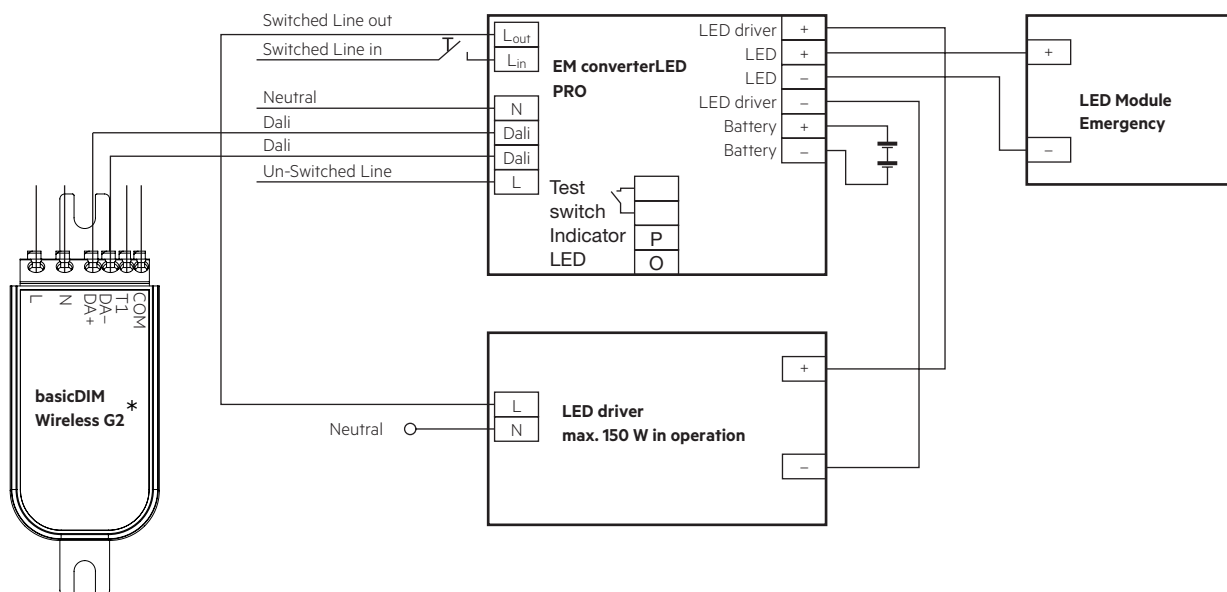 Switched Line out
Switched Line in
Neutral
Dali
Dali
Un-Switched Line
Lout
Lin
N
Dali
Dali
L
EM converterLED
PRO
LED driver +
LED +
LED –
LED driver –
Battery +
Battery –
Test
switch
Indicator P
LED O
+
–
LED Module
Emergency
L
N
DA+
DA-
T1
COM
basicDIM
Wireless G2*
Neutral
L
N
LED driver
max. 150 W in operation
+
–